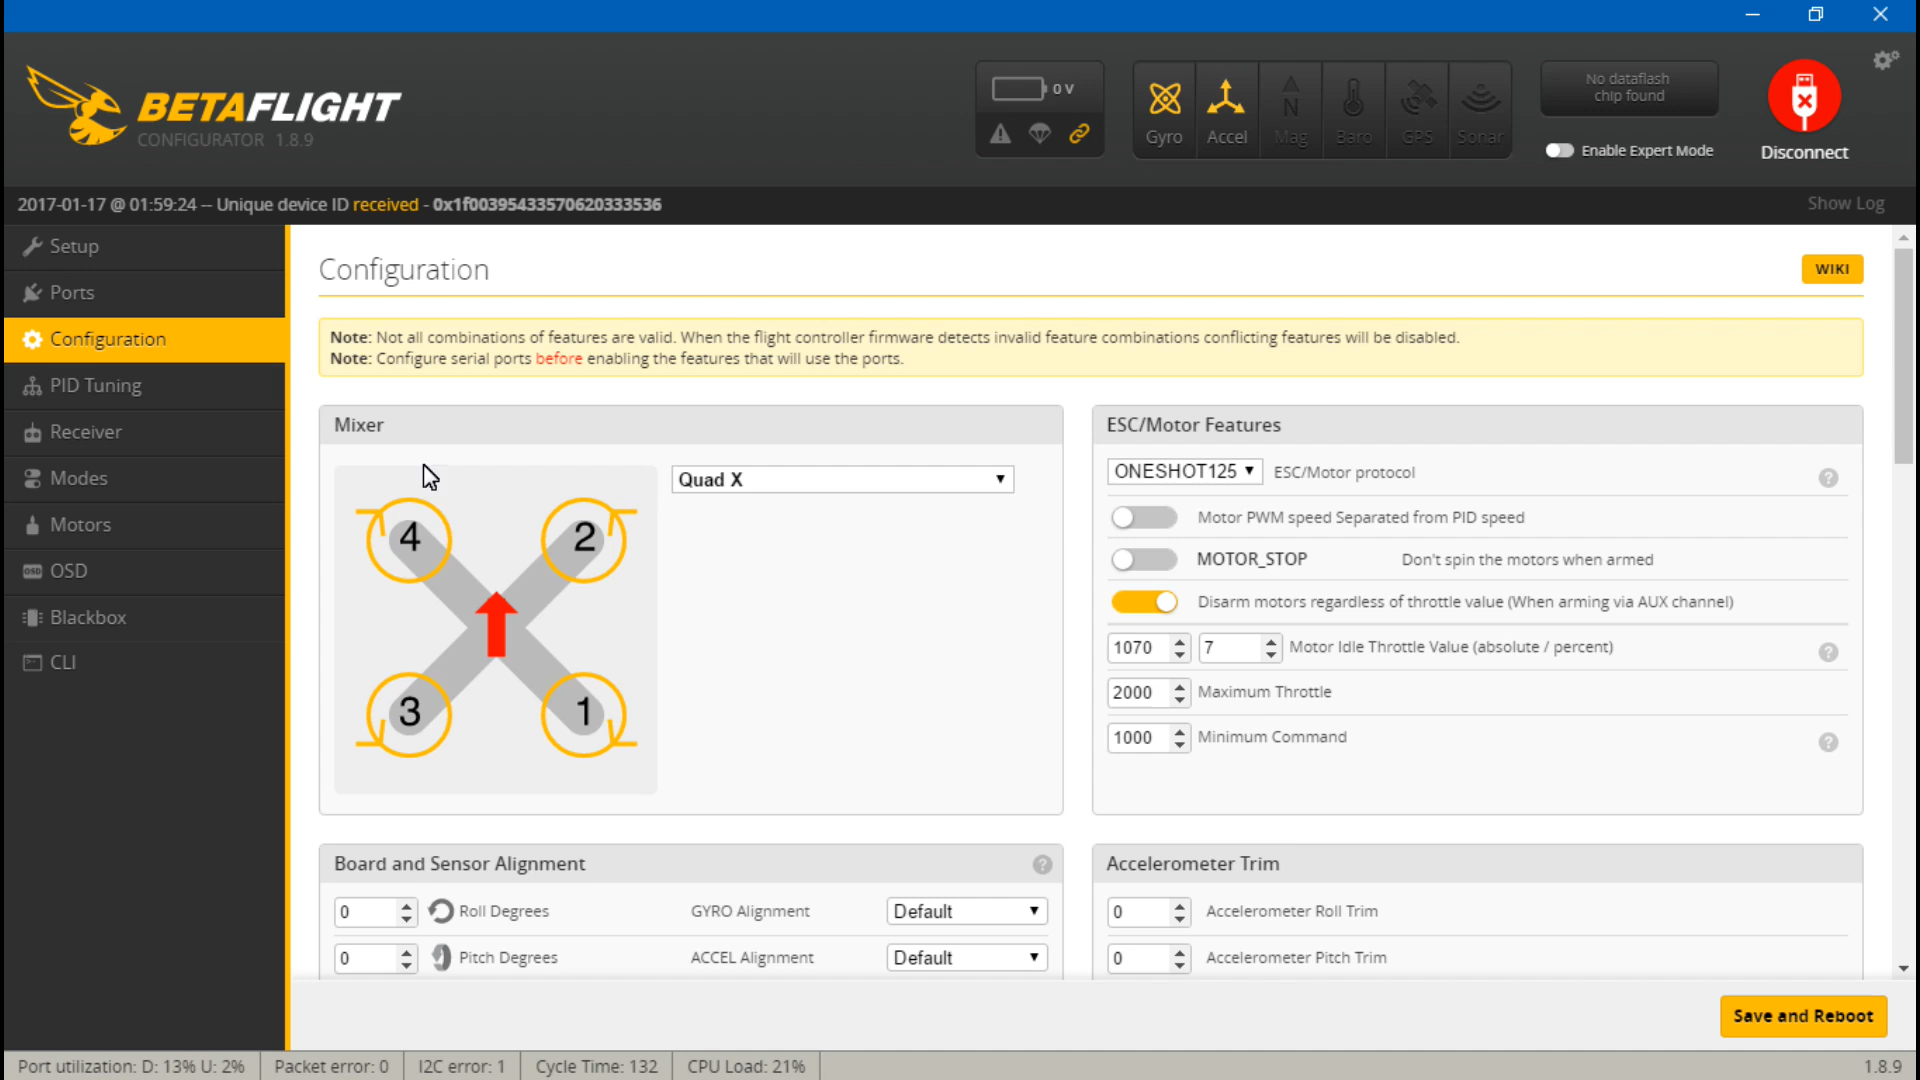 BETAFLIGHT
CONFIGURATOR 1.8.9
0 V
Gyro
Accel
N
Mag
Baro
GPS
Sonar
No dataflash
chip found
Enable Expert Mode
Disconnect
2017-01-17 @ 01:59:24 -- Unique device ID received - 0x1f00395433570620333536
Show Log
Setup
Ports
Configuration
PID Tuning
Receiver
Modes
Motors
OSD OSD
Blackbox
CLI
Configuration
WIKI
Note: Not all combinations of features are valid. When the flight controller firmware detects invalid feature combinations conflicting features will be disabled.
Note: Configure serial ports before enabling the features that will use the ports.
Mixer
Quad X
4
2
3
1
ESC/Motor Features
ONESHOT125 ESC/Motor protocol ?
Motor PWM speed Separated from PID speed
MOTOR_STOP Don't spin the motors when armed
Disarm motors regardless of throttle value (When arming via AUX channel)
1070 7 Motor Idle Throttle Value (absolute / percent) ?
2000 Maximum Throttle
1000 Minimum Command ?
Board and Sensor Alignment ?
0 Roll Degrees GYRO Alignment Default
0 Pitch Degrees ACCEL Alignment Default
Accelerometer Trim
0 Accelerometer Roll Trim
0 Accelerometer Pitch Trim
Save and Reboot
Port utilization: D: 13% U: 2% Packet error: 0 I2C error: 1 Cycle Time: 132 CPU Load: 21% 1.8.9